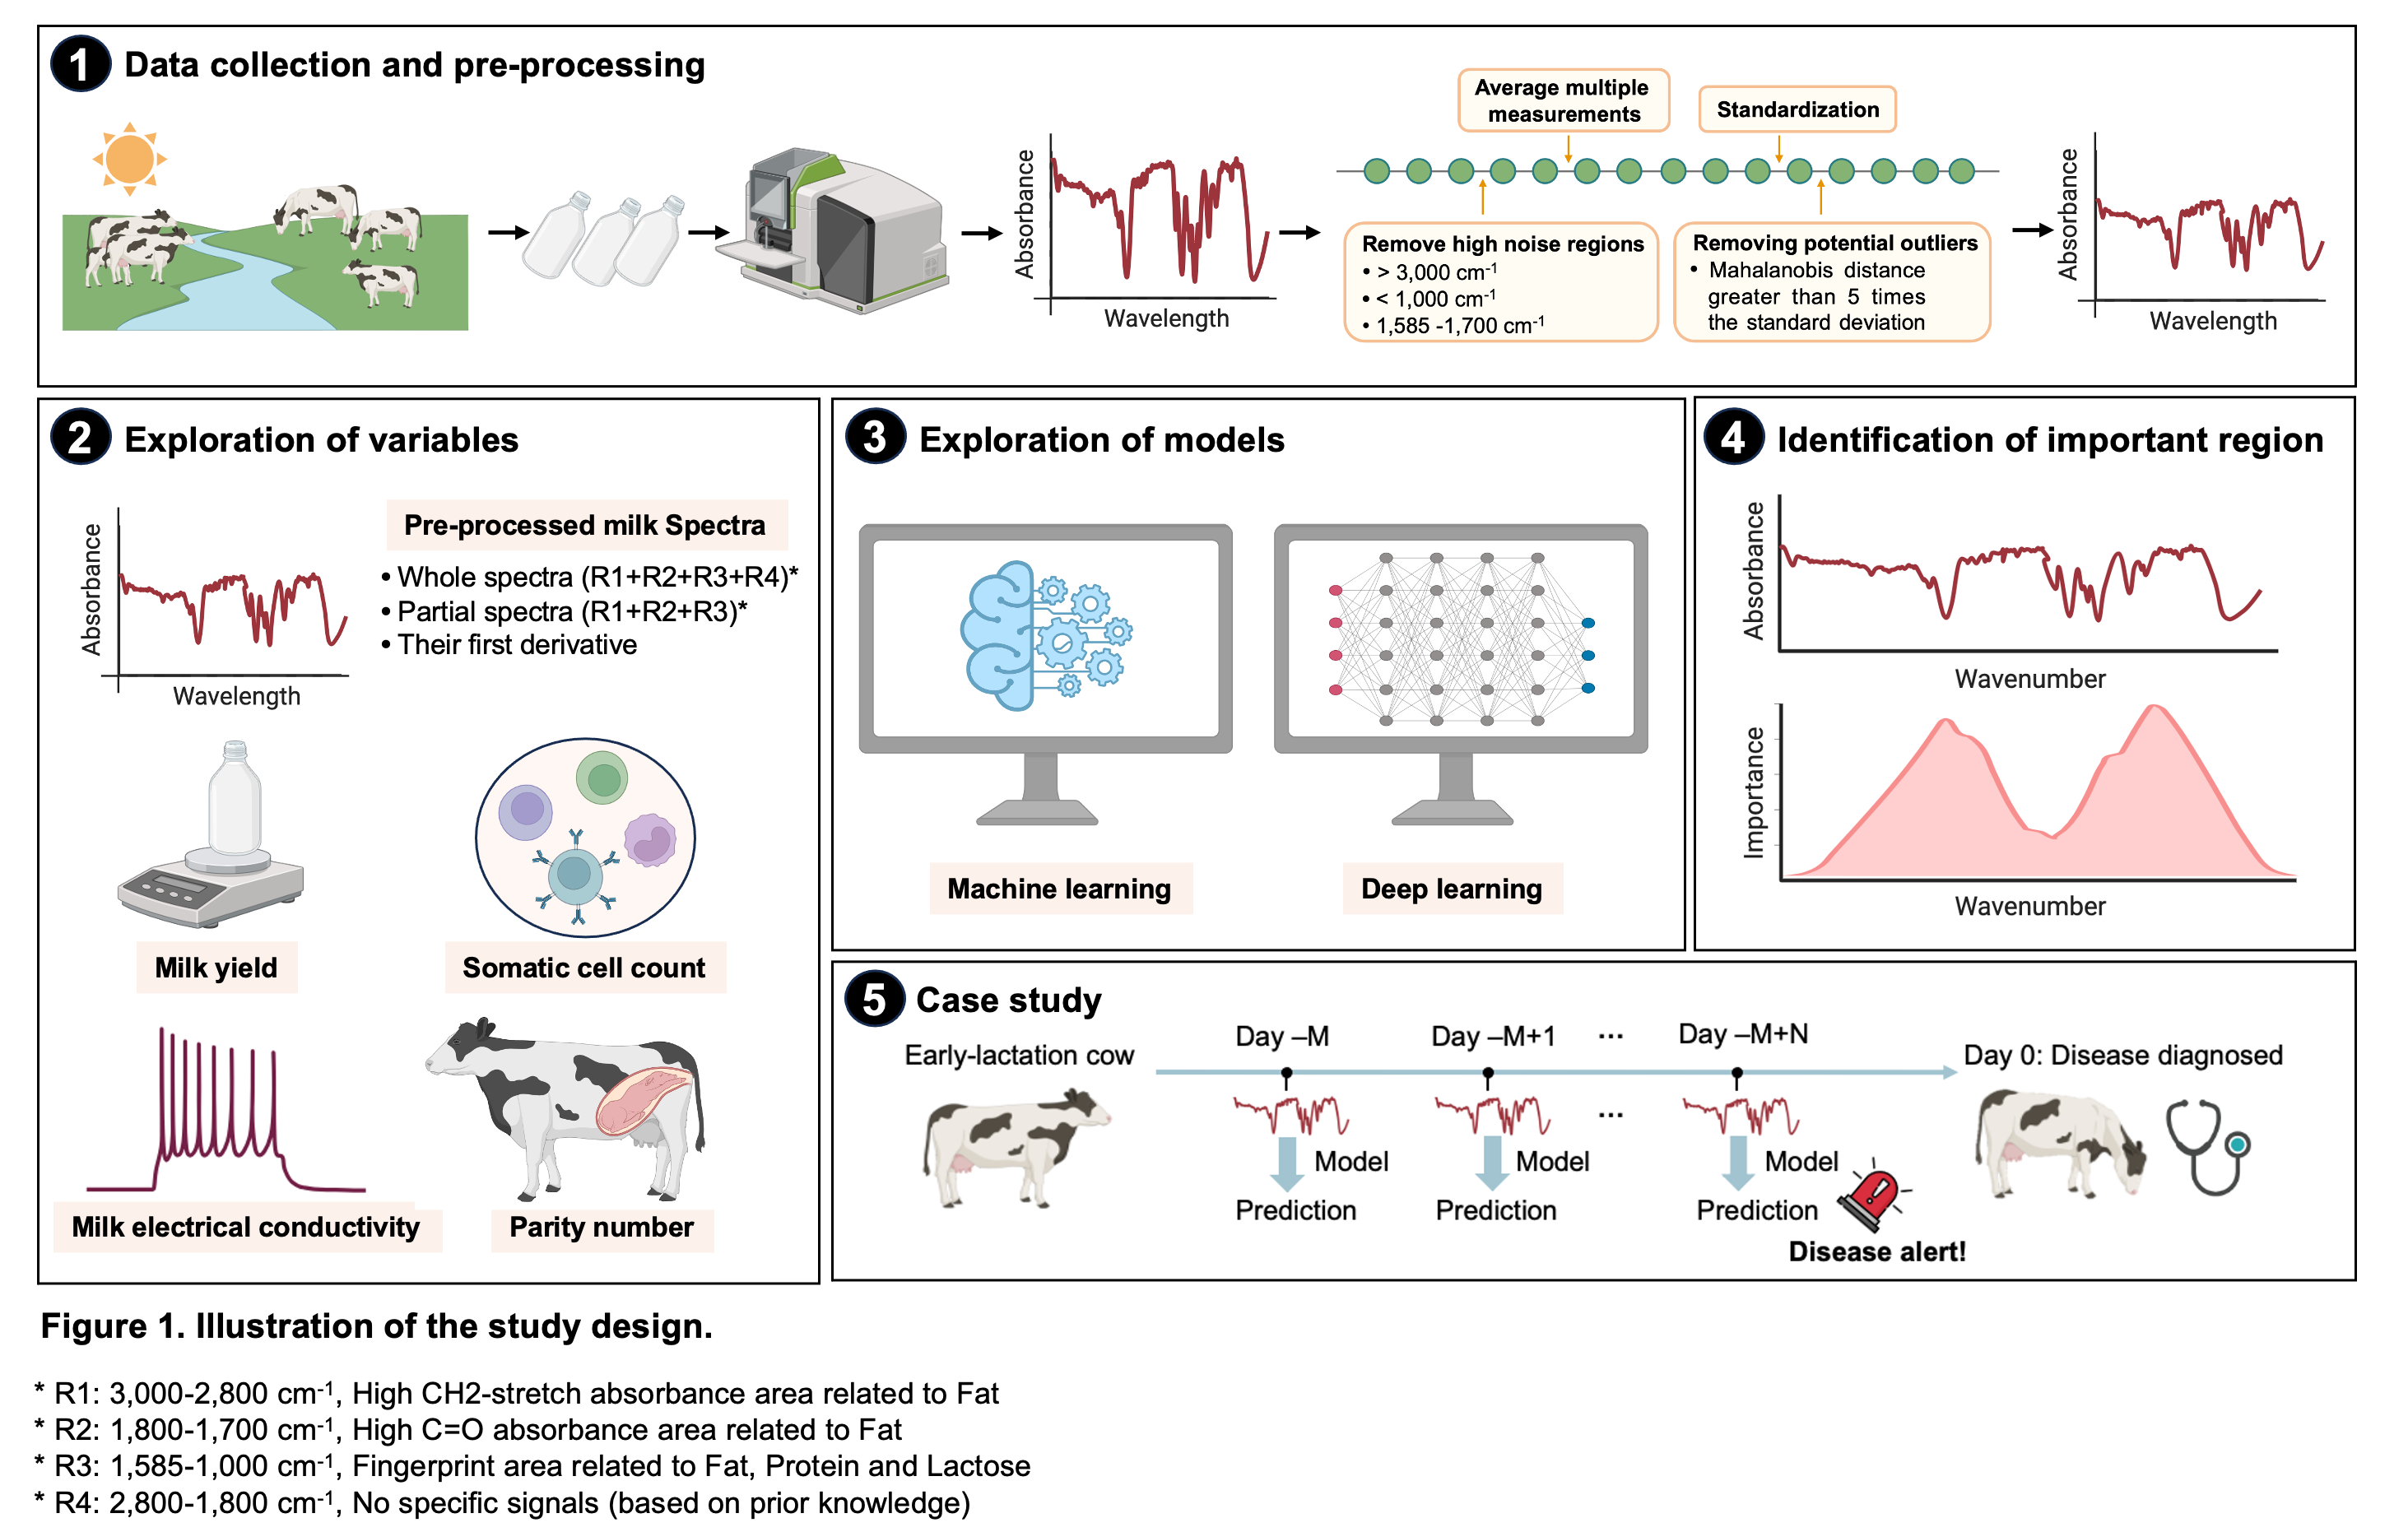 1 Data collection and pre-processing
Absorbance
Wavelength
Average multiple
measurements
Standardization
Remove high noise regions
• > 3,000 cm-1
• < 1,000 cm-1
• 1,585 -1,700 cm-1
Removing potential outliers
• Mahalanobis distance
greater than 5 times
the standard deviation
Absorbance
Wavelength
2 Exploration of variables
Absorbance
Wavelength
Pre-processed milk Spectra
• Whole spectra (R1+R2+R3+R4)*
• Partial spectra (R1+R2+R3)*
• Their first derivative
Milk yield
Somatic cell count
Milk electrical conductivity
Parity number
3 Exploration of models
Machine learning
Deep learning
4 Identification of important region
Absorbance
Wavenumber
Importance
Wavenumber
5 Case study
Early-lactation cow
Day –M
Day –M+1
...
Day –M+N
Day 0: Disease diagnosed
...
Model
Model
Model
Prediction
Prediction
Prediction
Disease alert!
Figure 1. Illustration of the study design.
* R1: 3,000-2,800 cm-1, High CH2-stretch absorbance area related to Fat
* R2: 1,800-1,700 cm-1, High C=O absorbance area related to Fat
* R3: 1,585-1,000 cm-1, Fingerprint area related to Fat, Protein and Lactose
* R4: 2,800-1,800 cm-1, No specific signals (based on prior knowledge)